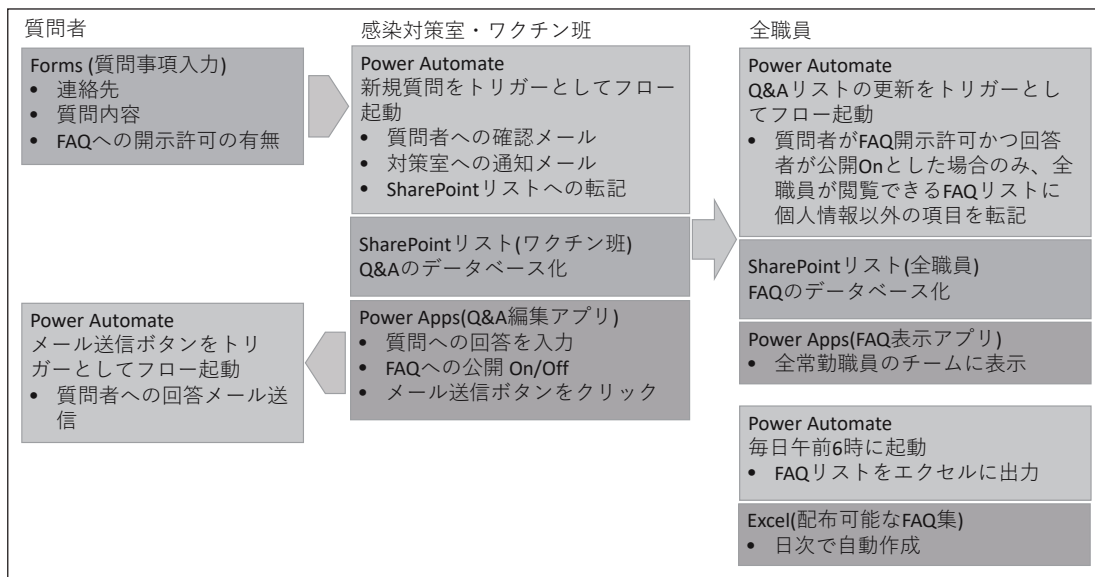 質問者
Forms (質問事項入力)
• 連絡先
• 質問内容
• FAQへの開示許可の有無
Power Automate
メール送信ボタンをトリ
ガーとしてフロー起動
• 質問者への回答メール送
信
感染対策室・ワクチン班
Power Automate
新規質問をトリガーとしてフロー
起動
• 質問者への確認メール
• 対策室への通知メール
• SharePointリストへの転記
SharePointリスト(ワクチン班)
Q&Aのデータベース化
Power Apps(Q&A編集アプリ)
• 質問への回答を入力
• FAQへの公開 On/Off
• メール送信ボタンをクリック
全職員
Power Automate
Q&Aリストの更新をトリガーとし
てフロー起動
• 質問者がFAQ開示許可かつ回答
者が公開Onとした場合のみ、全
職員が閲覧できるFAQリストに
個人情報以外の項目を転記
SharePointリスト(全職員)
FAQのデータベース化
Power Apps(FAQ表示アプリ)
• 全常勤職員のチームに表示
Power Automate
毎日午前6時に起動
• FAQリストをエクセルに出力
Excel(配布可能なFAQ集)
• 日次で自動作成